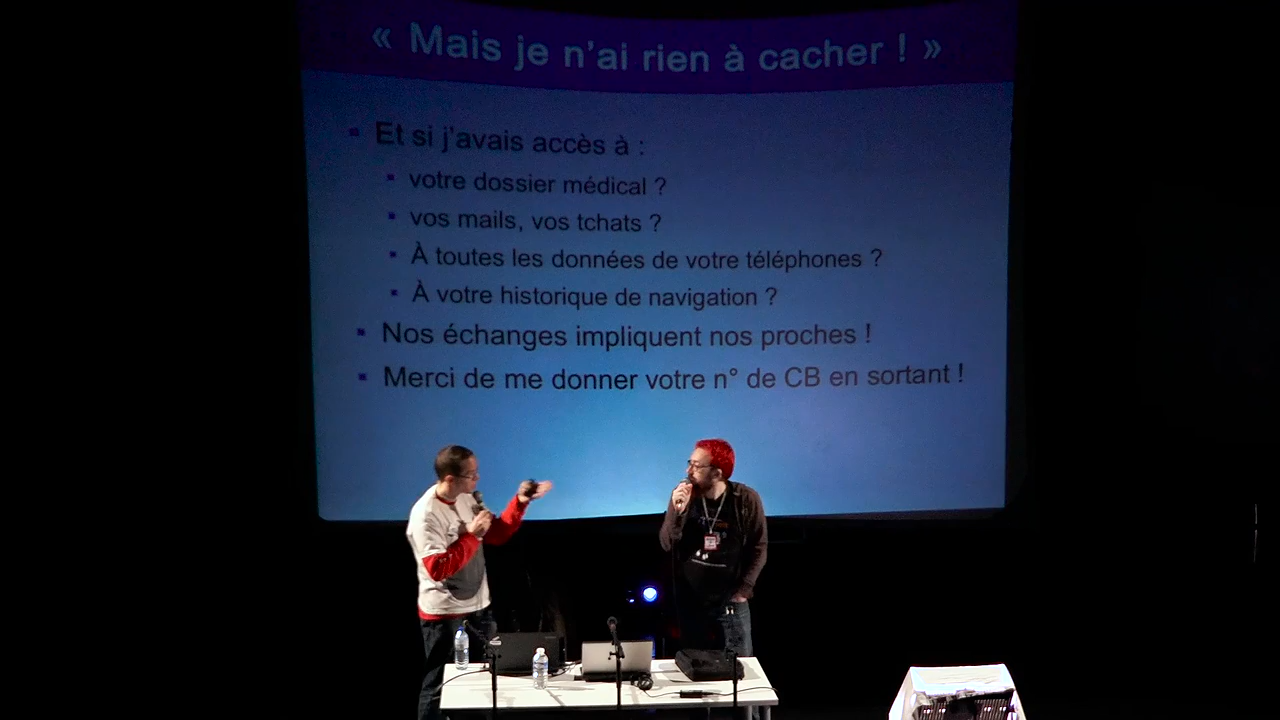 « Mais je n'ai rien à cacher ! »
Et si j'avais accès à :
votre dossier médical ?
vos mails, vos tchats ?
À toutes les données de votre téléphones ?
À votre historique de navigation ?
Nos échanges impliquent nos proches !
Merci de me donner votre n° de CB en sortant !